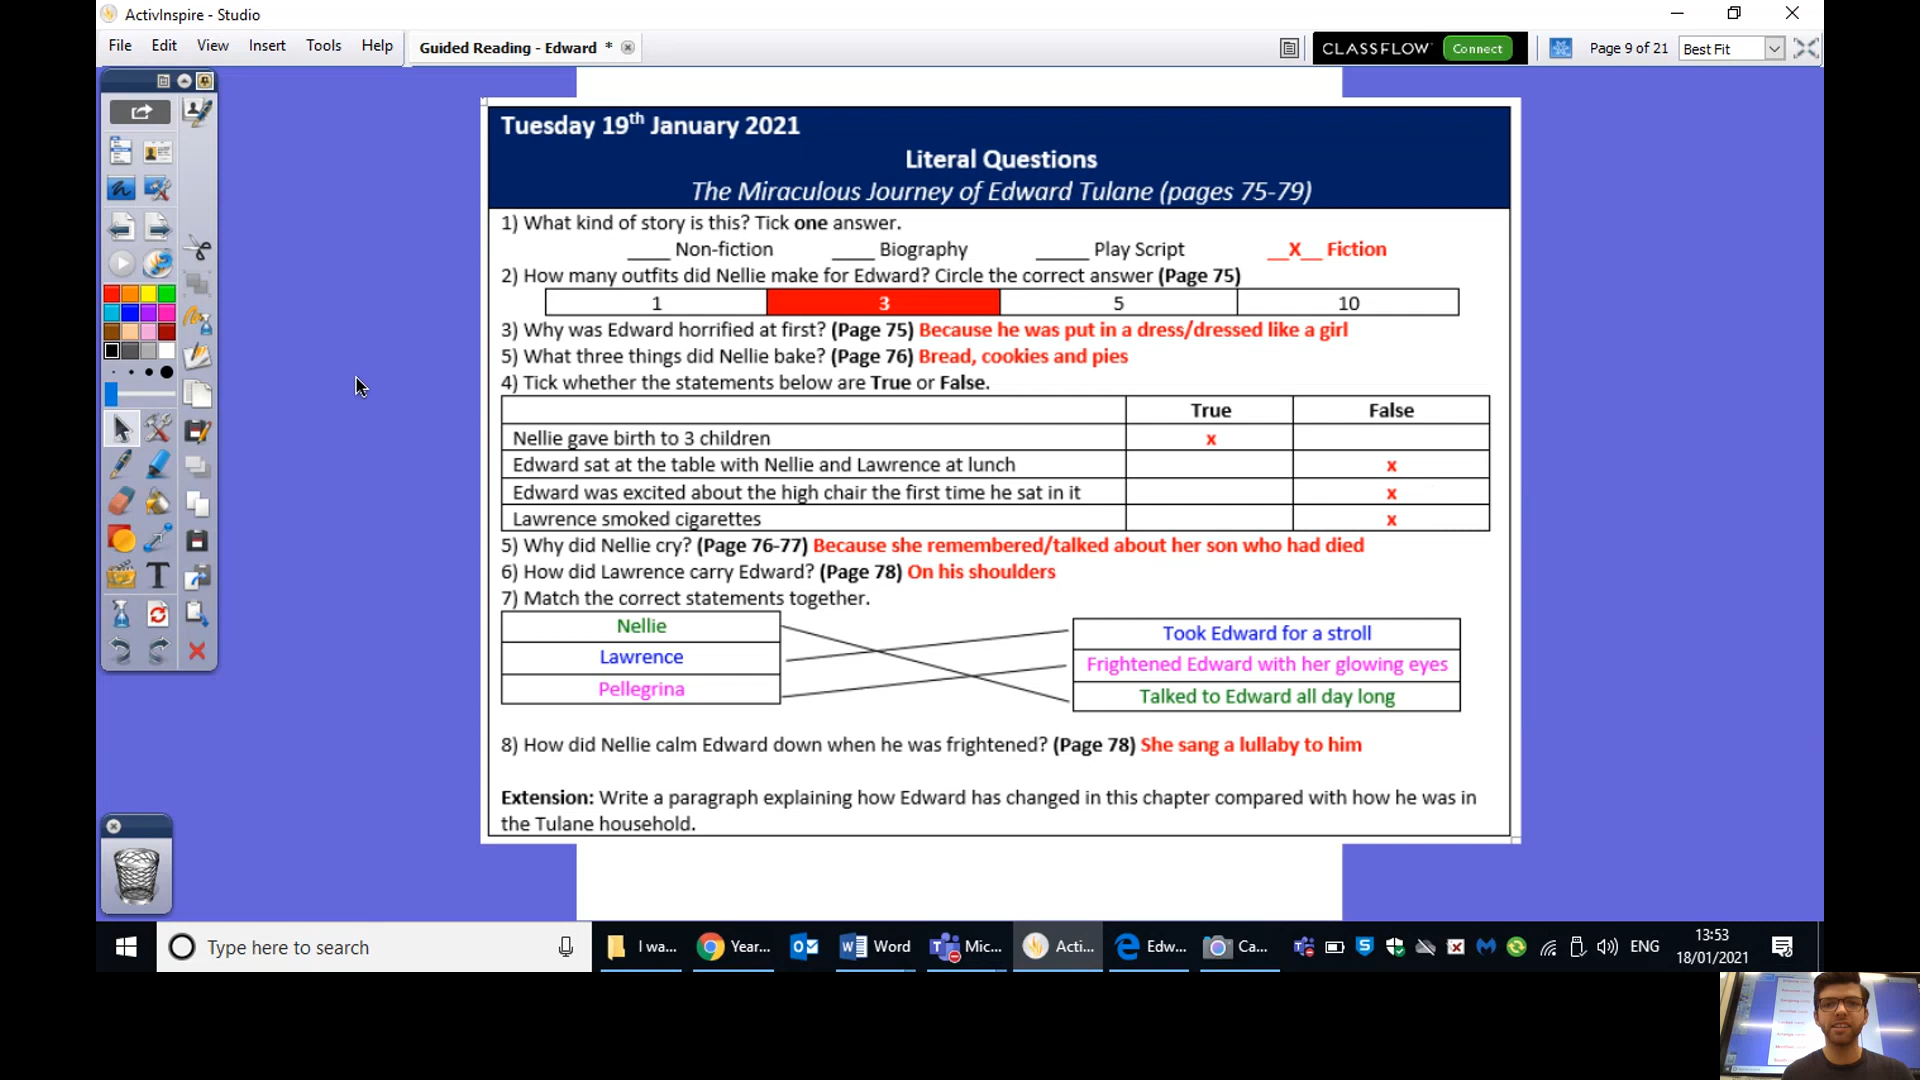 ActivInspire - Studio
File Edit View Insert Tools Help
Guided Reading - Edward *
CLASSFLOW Connect
Page 9 of 21
Best Fit
Tuesday 19th January 2021
Literal Questions
The Miraculous Journey of Edward Tulane (pages 75-79)
1) What kind of story is this? Tick one answer.
____ Non-fiction ____ Biography _____ Play Script __X__ Fiction
2) How many outfits did Nellie make for Edward? Circle the correct answer (Page 75)
1 3 5 10
3) Why was Edward horrified at first? (Page 75) Because he was put in a dress/dressed like a girl
5) What three things did Nellie bake? (Page 76) Bread, cookies and pies
4) Tick whether the statements below are True or False.
True False
Nellie gave birth to 3 children x
Edward sat at the table with Nellie and Lawrence at lunch x
Edward was excited about the high chair the first time he sat in it x
Lawrence smoked cigarettes x
5) Why did Nellie cry? (Page 76-77) Because she remembered/talked about her son who had died
6) How did Lawrence carry Edward? (Page 78) On his shoulders
7) Match the correct statements together.
Nellie
Lawrence
Pellegrina
Took Edward for a stroll
Frightened Edward with her glowing eyes
Talked to Edward all day long
8) How did Nellie calm Edward down when he was frightened? (Page 78) She sang a lullaby to him
Extension: Write a paragraph explaining how Edward has changed in this chapter compared with how he was in
the Tulane household.
Type here to search
I wa... Year... Word Mic... Acti... Edw... Ca... ENG
13:53
18/01/2021